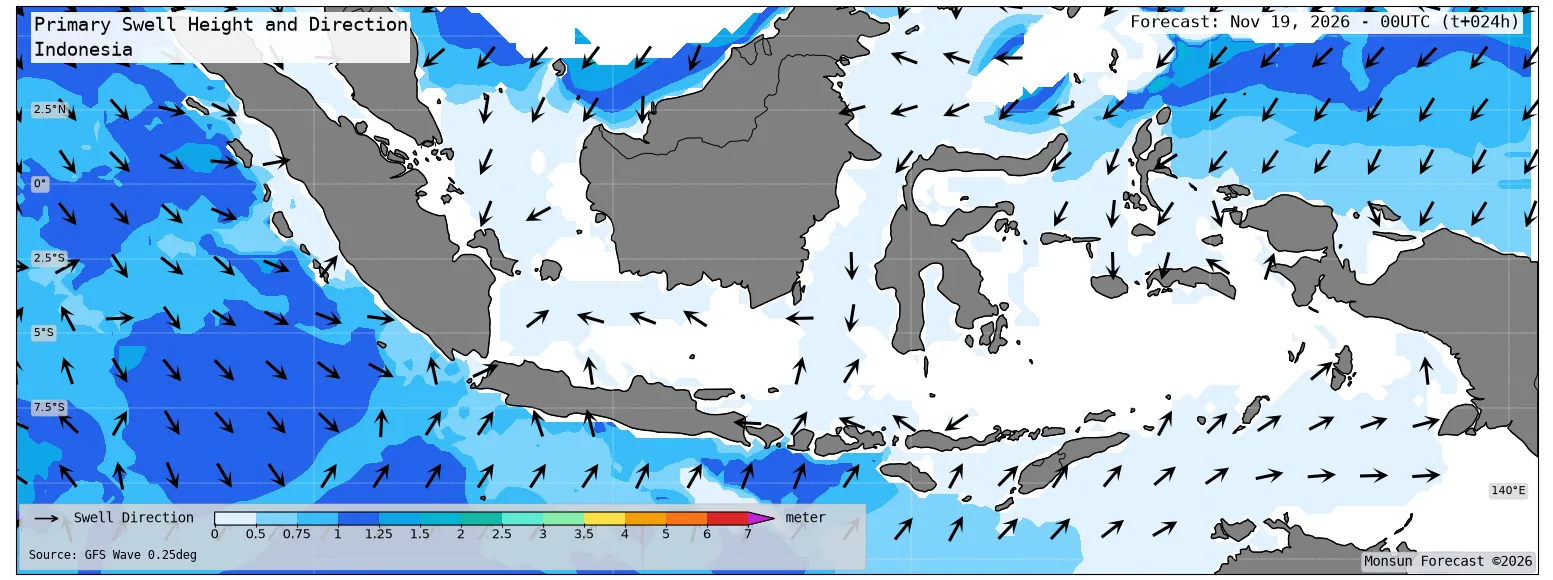 Primary Swell Height and Direction
Indonesia
Forecast: Nov 19, 2026 - 00UTC (t+024h)
2.5°N
0°
2.5°S
5°S
7.5°S
140°E
Swell Direction
0 0.5 0.75 1 1.25 1.5 2 2.5 3 3.5 4 5 6 7
meter
Source: GFS Wave 0.25deg
Monsun Forecast ©2026